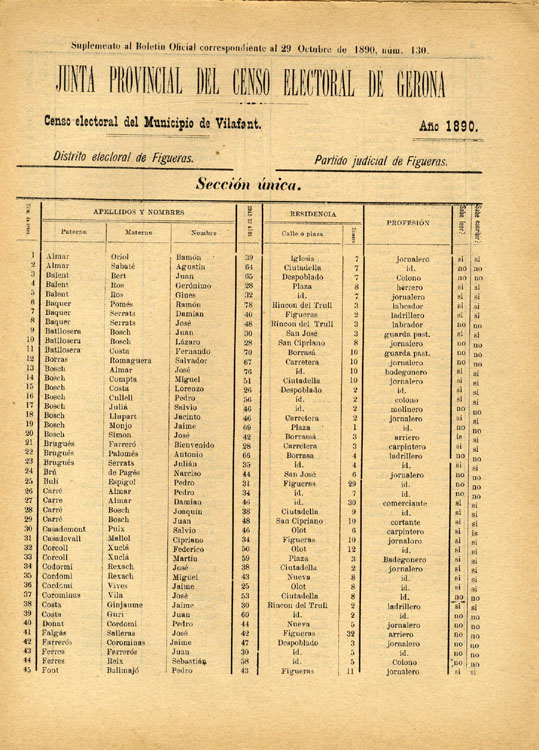 Suplemento al Boletin Oficial correspondiente al 29 Octubre de 1890, núm. 130.
JUNTA PROVINCIAL DEL CENSO ELECTORAL DE GERONA
Censo electoral del Municipio de Vilafant. Año 1890.
Distrito electoral de Figueras. Partido judicial de Figueras.
Sección única.
APELLIDOS Y NOMBRES RESIDENCIA PROFESIÓN Sabe leer? Sabe escribir?
Paterno Materno Nombre Calle ó plaza
1 Almar Oriol Ramón 39 Iglesia 7 jornalero si si
2 Almar Sabaté Agustin 64 Ciutadella 7 id. no no
3 Balent Bert Juan 65 Despoblado 7 Colono no no
4 Balent Ros Gerónimo 28 Plaza 8 herrero si si
5 Balent Ros Gines 32 id. 7 jornalero si si
6 Baquer Pomés Ramón 78 Rincon del Trull 3 labrador si si
7 Baquer Serrats Damian 40 Figueras 2 ladrillero si si
8 Baquer Serrats José 48 Rincon del Trull 3 labrador no no
9 Batllosera Bosch Juan 30 San José 3 guarda past. si si
10 Batllosera Bosch Lázaro 28 San Cipriano 8 jornalero no no
11 Batllosera Costa Fernando 70 Borrasá 10 guarda past. no no
12 Borras Romaguera Salvador 67 Carretera 10 jornalero no no
13 Bosch Almar José 76 id. 10 bodegonero si si
14 Bosch Compta Miguel 51 Ciutadella 10 jornalero si si
15 Bosch Costa Lorenzo 26 Despoblado 2 id. si si
16 Bosch Cullell Pedro 56 id. 2 colono si si
17 Bosch Juliá Salvio 46 id. 2 molinero no no
18 Bosch Llupart Jacinto 46 Carretera 2 jornalero si si
19 Bosch Monjo Jaime 69 Plaza 1 id. no no
20 Bosch Simon José 42 Borrassá 3 arriero is si
21 Brugués Farreró Bienvenido 28 Carretera 3 carpintero si si
22 Brugués Palomés Antonio 66 Borrasa 4 ladrillero no no
23 Brugués Serrats Julián 35 id. 4 id. si si
24 Bró de Pagés Narciso 44 San José 6 jornalero no no
25 Buli Espigol Pedro 31 Figueras 29 id. no no
26 Carré Almar Pedro 34 id. 7 id. no no
27 Carre Almar Damian 46 id. 30 comerciante si si
28 Carré Bosch Joaquin 38 Ciutadella 9 id. si si
29 Carré Bosch Juan 48 San Cipriano 10 cortante si si
30 Casademont Puix Salvio 46 Olot 6 carpintero si is
31 Casadevall Mallol Cipriano 34 Figueras 10 jornaloro si si
32 Corcoll Xuclá Federico 50 Olot 12 id. si si
33 Corcoll Xuclá Martín 59 Plaza 3 Badegonero si si
34 Codormi Rexach José 38 Ciutadella 2 jornalero si si
35 Cordomi Rexach Miguel 43 Nueva 8 id. si si
36 Cordomi Vives Jaime 25 Olot 8 id. si si
37 Corominas Vila José 53 Ciutadella 8 id. no no
38 Costa Ginjaume Jaime 30 Rincon del Trull 2 ladrillero si si
39 Costa Guri Juan 60 id. 2 id. no no
40 Donat Cordomi Pedro 44 Nueva 5 jornalero no no
41 Falgás Salleras José 42 Figueras 32 arriero no no
42 Farrerós Corominas Jaime 47 Despoblado 3 jornalero no no
43 Ferres Farrerós Juan 30 id. 5 id. si si
44 Ferres Reix Sebastián 58 id. 5 Colono no no
45 Font Balimajó Pedro 43 Figueras 11 jornalero si si